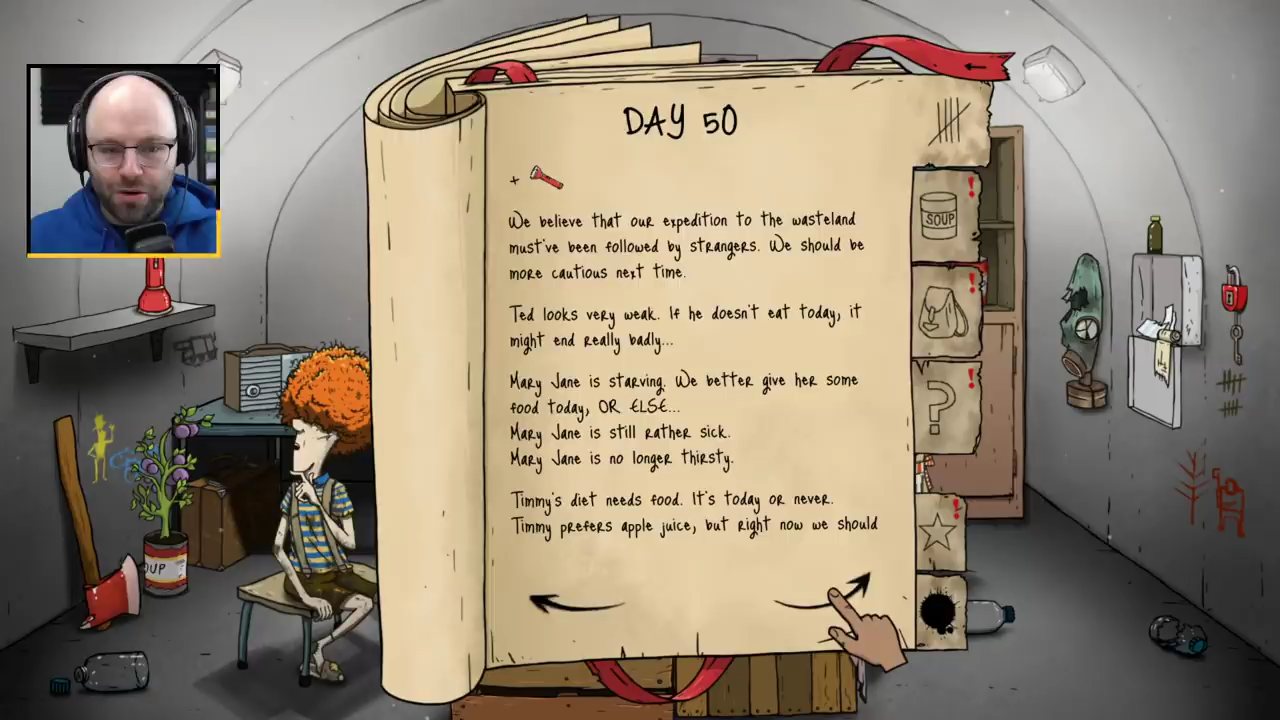 DAY 50
+
We believe that our expedition to the wasteland
must've been followed by strangers. We should be
more cautious next time.
Ted looks very weak. If he doesn't eat today, it
might end really badly...
Mary Jane is starving. We better give her some
food today, OR ELSE...
Mary Jane is still rather sick.
Mary Jane is no longer thirsty.
Timmy's diet needs food. It's today or never.
Timmy prefers apple juice, but right now we should
!
SOUP
!
?
!
!
OUP